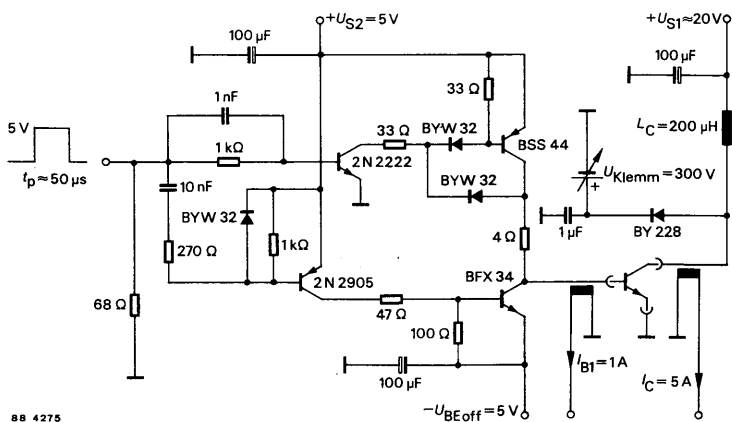 +U_S2 = 5 V
+U_S1 ≈ 20 V
100 µF
100 µF
33 Ω
1 nF
5 V
33 Ω
BYW 32
BSS 44
L_C = 200 µH
1 kΩ
2N 2222
U_Klemm = 300 V
+
t_p ≈ 50 µs
10 nF
BYW 32
BYW 32
1 µF
BY 228
270 Ω
1 kΩ
4 Ω
2N 2905
BFX 34
68 Ω
47 Ω
100 Ω
I_B1 = 1 A
I_C = 5 A
100 µF
−U_BEoff = 5 V
88 4275